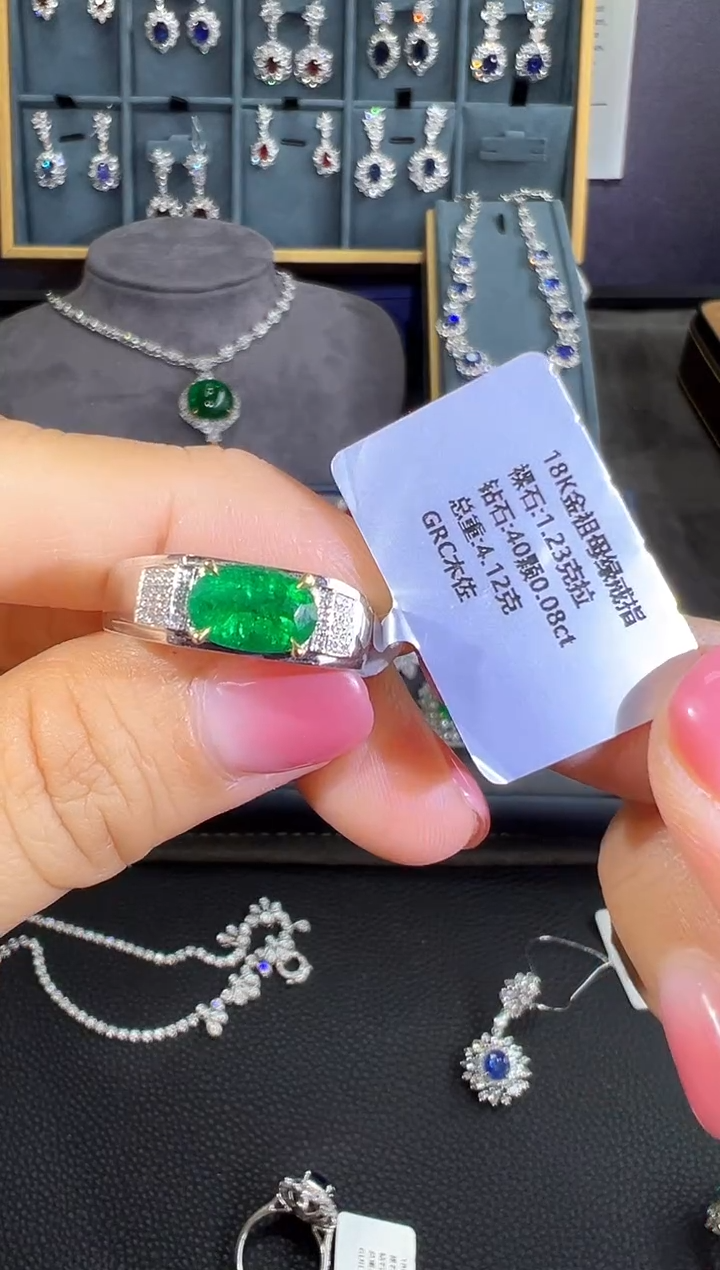 18K金祖母绿戒指
裸石:1.23克拉
钻石:40颗0.08ct
总重:4.12克
GRC木佐